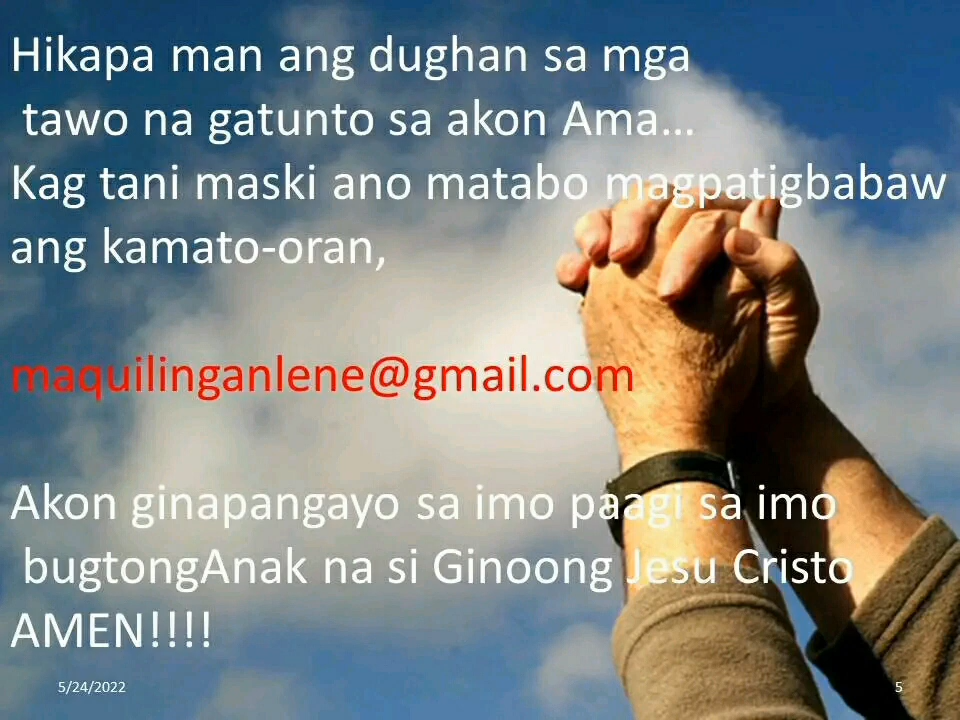 Hikapa man ang dughan sa mga
tawo na gatunto sa akon Ama...
Kag tani maski ano matabo magpatigbabaw
ang kamato-oran,
maquilinganlene@gmail.com
Akon ginapangayo sa imo paagi sa imo
bugtongAnak na si Ginoong Jesu Cristo
AMEN!!!!
5/24/2022
5